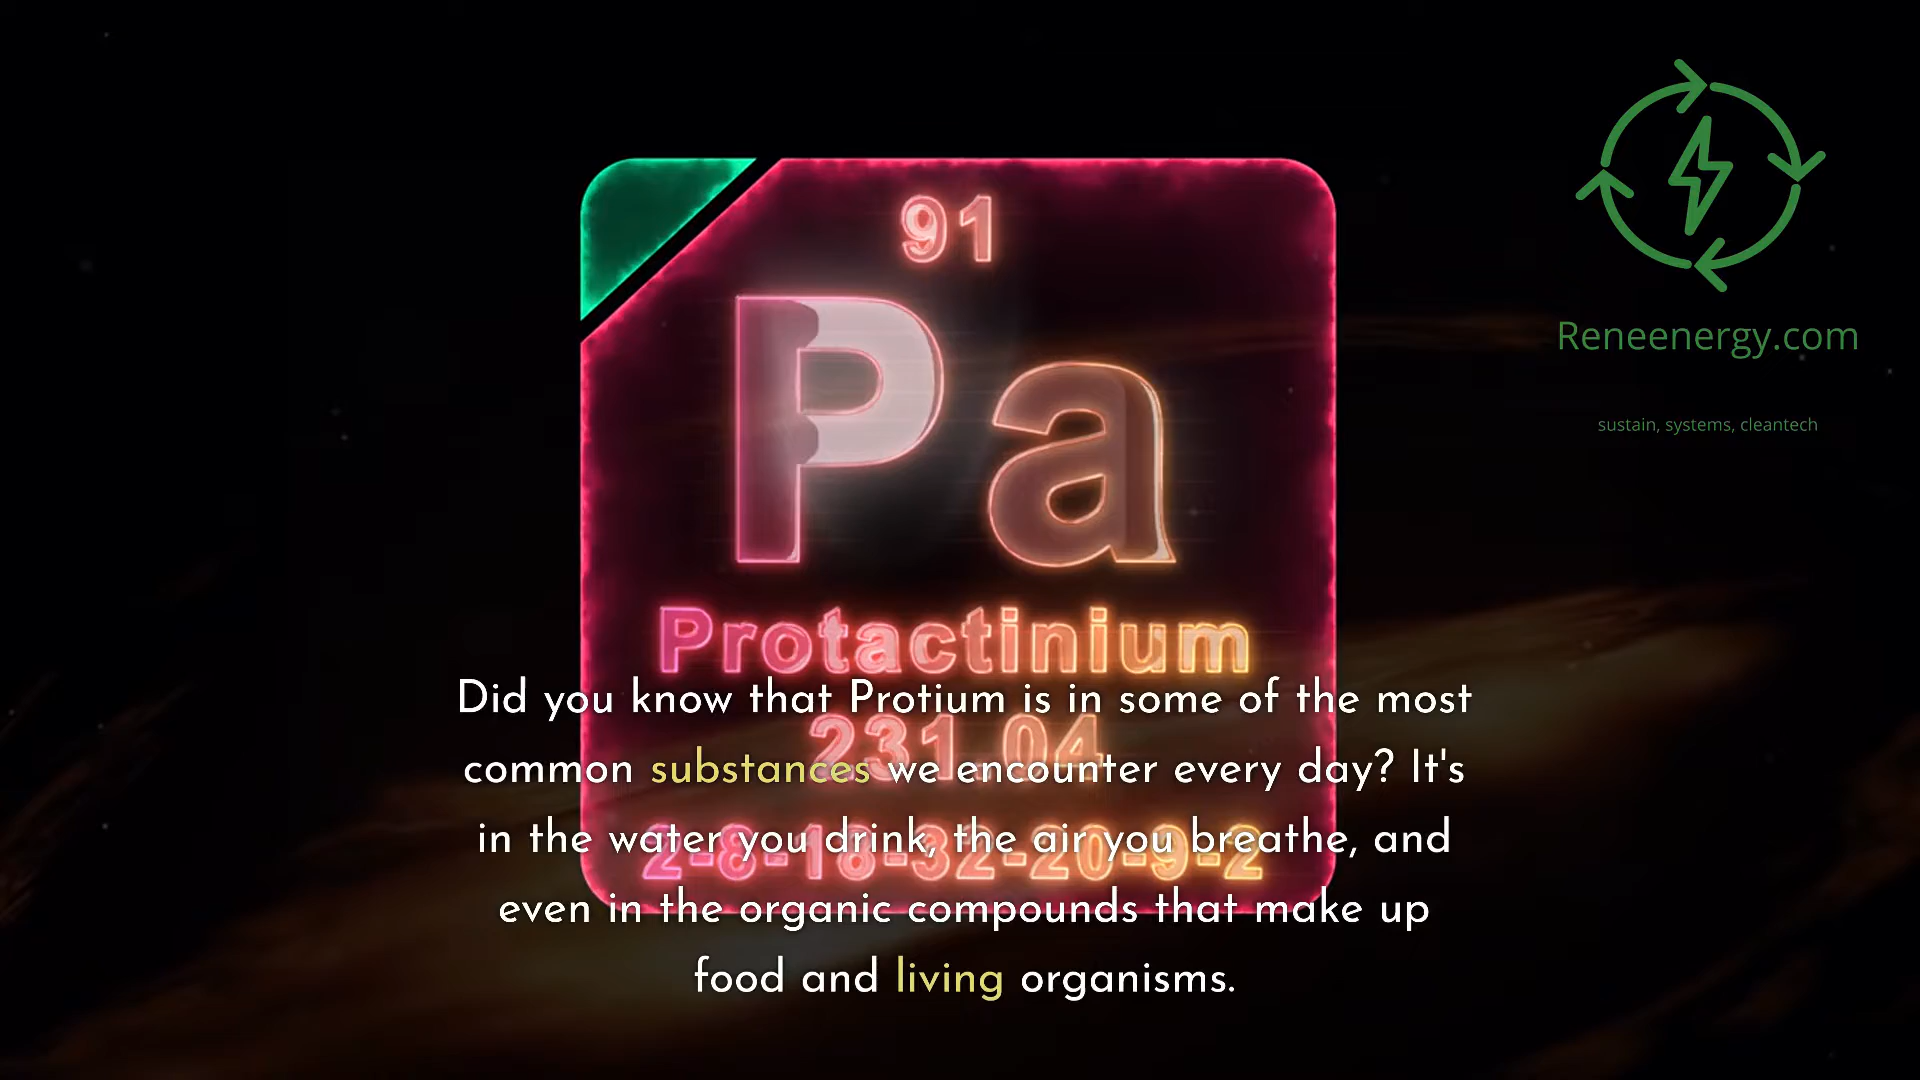 91
Pa
Protactinium
231.04
2-8-18-32-20-9-2
Did you know that Protium is in some of the most
common substances we encounter every day? It's
in the water you drink, the air you breathe, and
even in the organic compounds that make up
food and living organisms.
Reneenergy.com
sustain, systems, cleantech